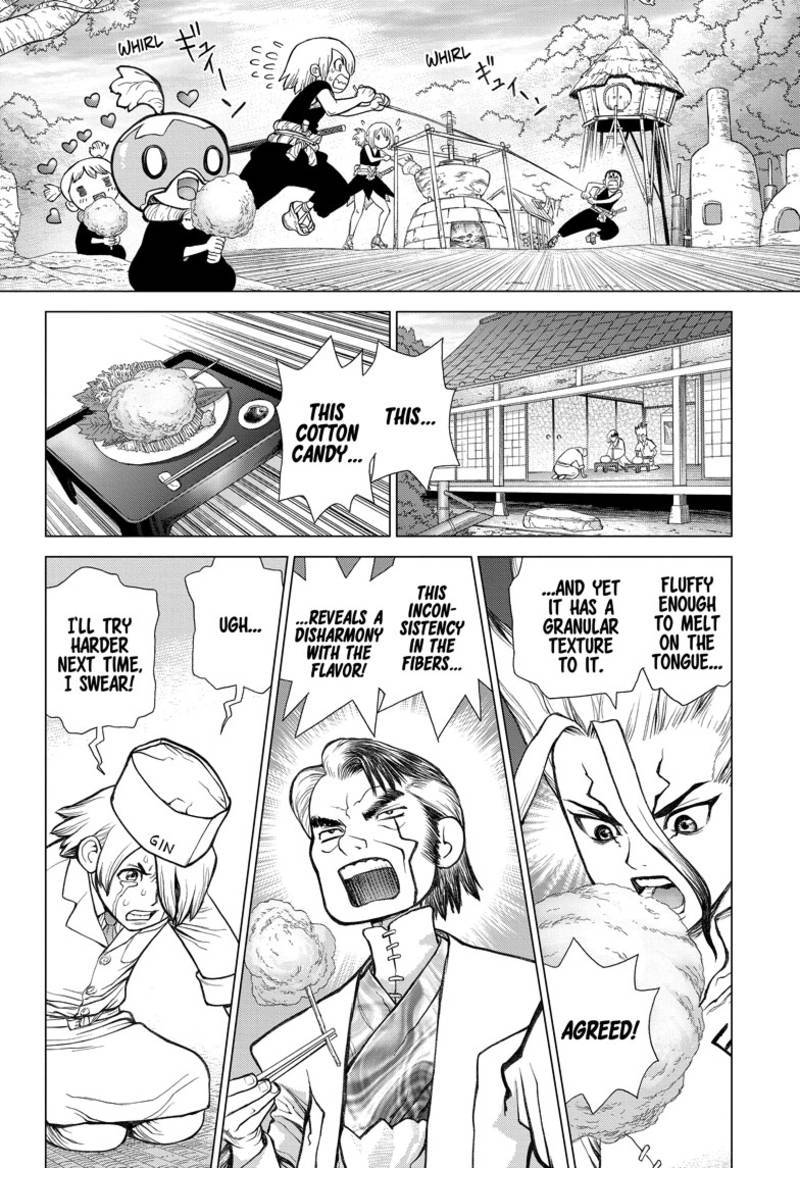 WHIRL
ギュイーン
WHIRL
ギュイーン
THIS...
THIS
COTTON
CANDY...
FLUFFY
ENOUGH
TO MELT
ON THE
TONGUE...
...AND YET
IT HAS A
GRANULAR
TEXTURE
TO IT.
AGREED!
THIS
INCON-
SISTENCY
IN THE
FIBERS...
...REVEALS A
DISHARMONY
WITH THE
FLAVOR!
UGH...
I'LL TRY
HARDER
NEXT TIME,
I SWEAR!
GIN